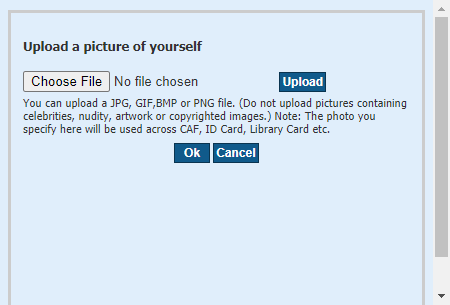 Upload a picture of yourself
Choose File No file chosen Upload
You can upload a JPG, GIF,BMP or PNG file. (Do not upload pictures containing
celebrities, nudity, artwork or copyrighted images.) Note: The photo you
specify here will be used across CAF, ID Card, Library Card etc.
Ok Cancel